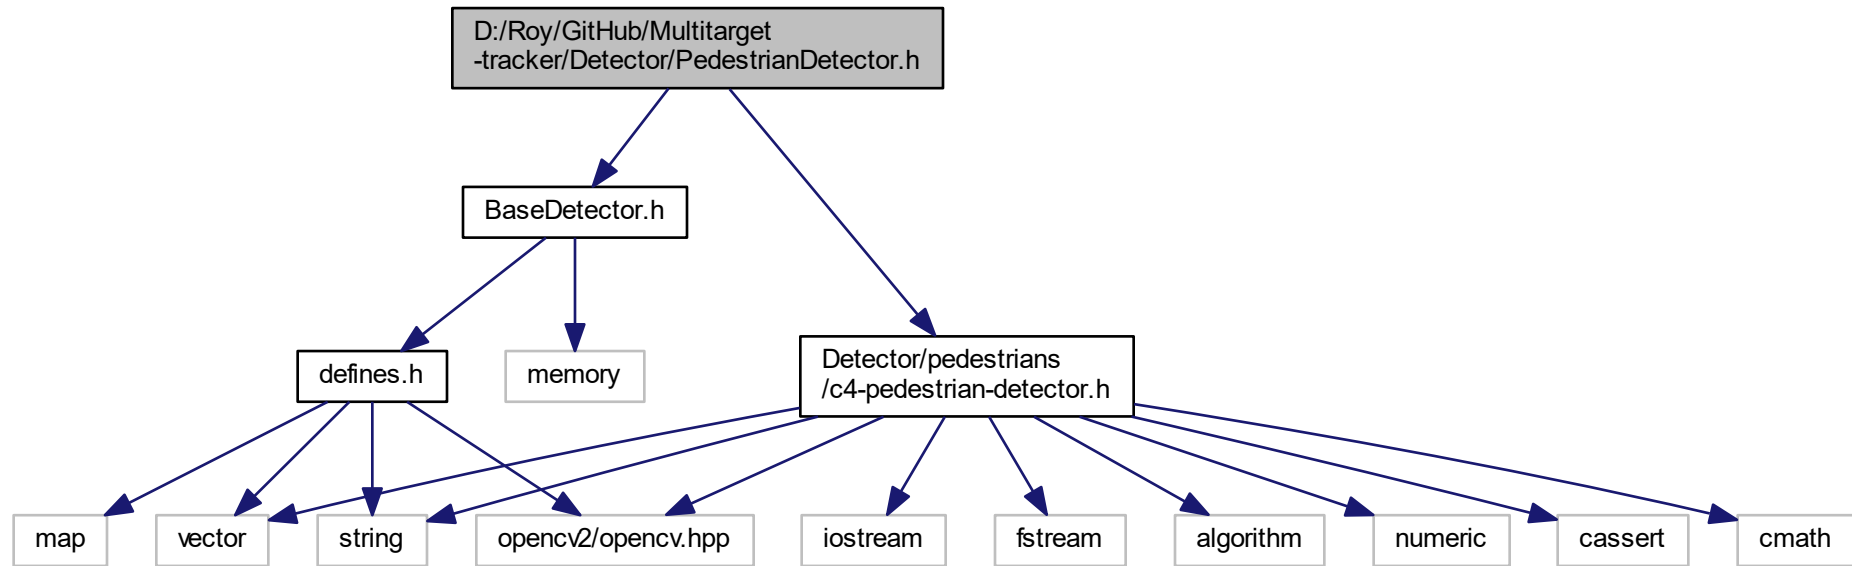 D:/Roy/GitHub/Multitarget
-tracker/Detector/PedestrianDetector.h
BaseDetector.h
defines.h
memory
Detector/pedestrians
/c4-pedestrian-detector.h
map
vector
string
opencv2/opencv.hpp
iostream
fstream
algorithm
numeric
cassert
cmath